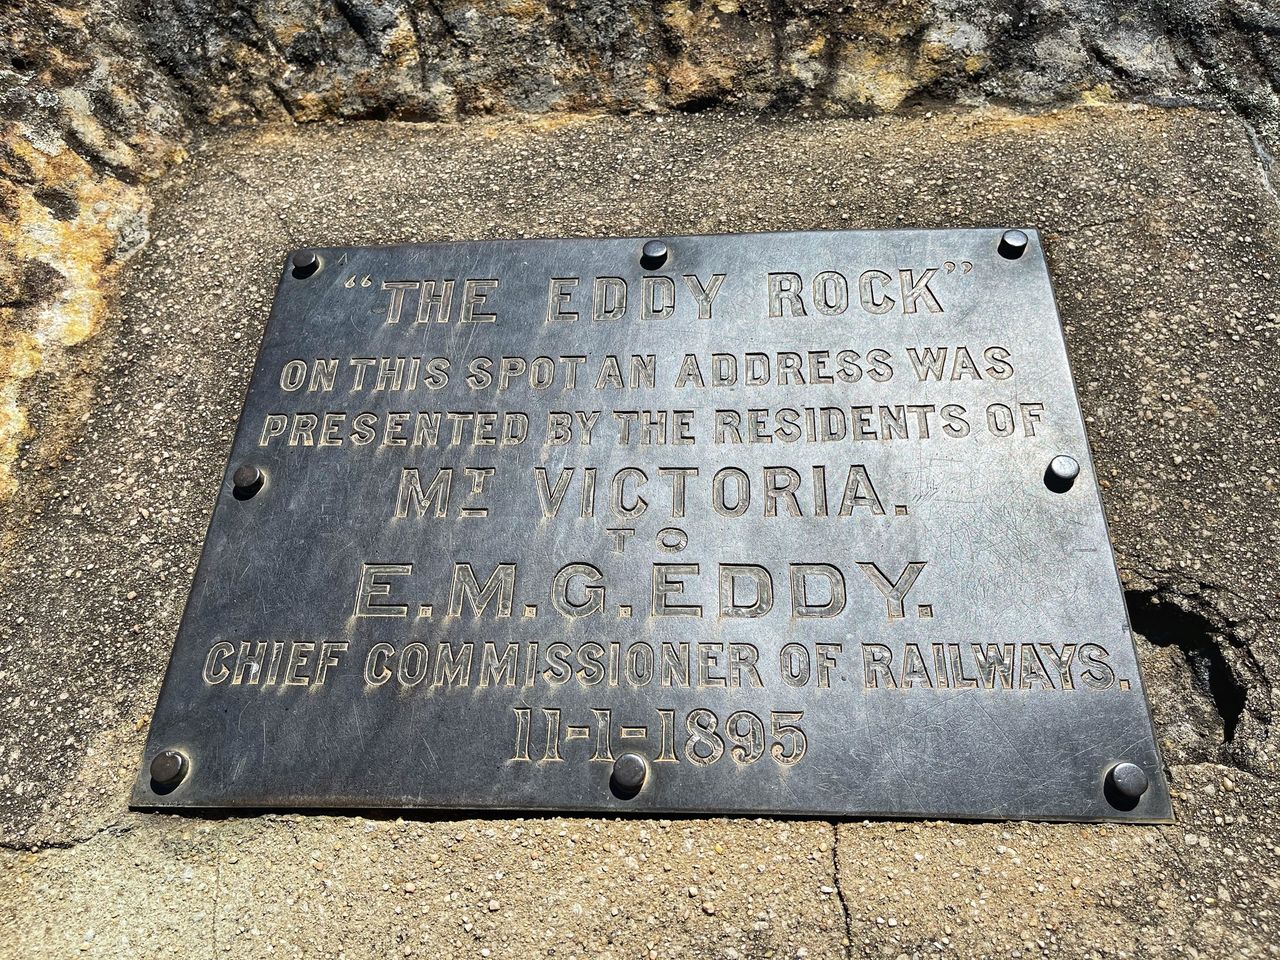 “THE EDDY ROCK”
ON THIS SPOT AN ADDRESS WAS
PRESENTED BY THE RESIDENTS OF
MT VICTORIA.
TO
E.M.G. EDDY.
CHIEF COMMISSIONER OF RAILWAYS.
11-1-1895